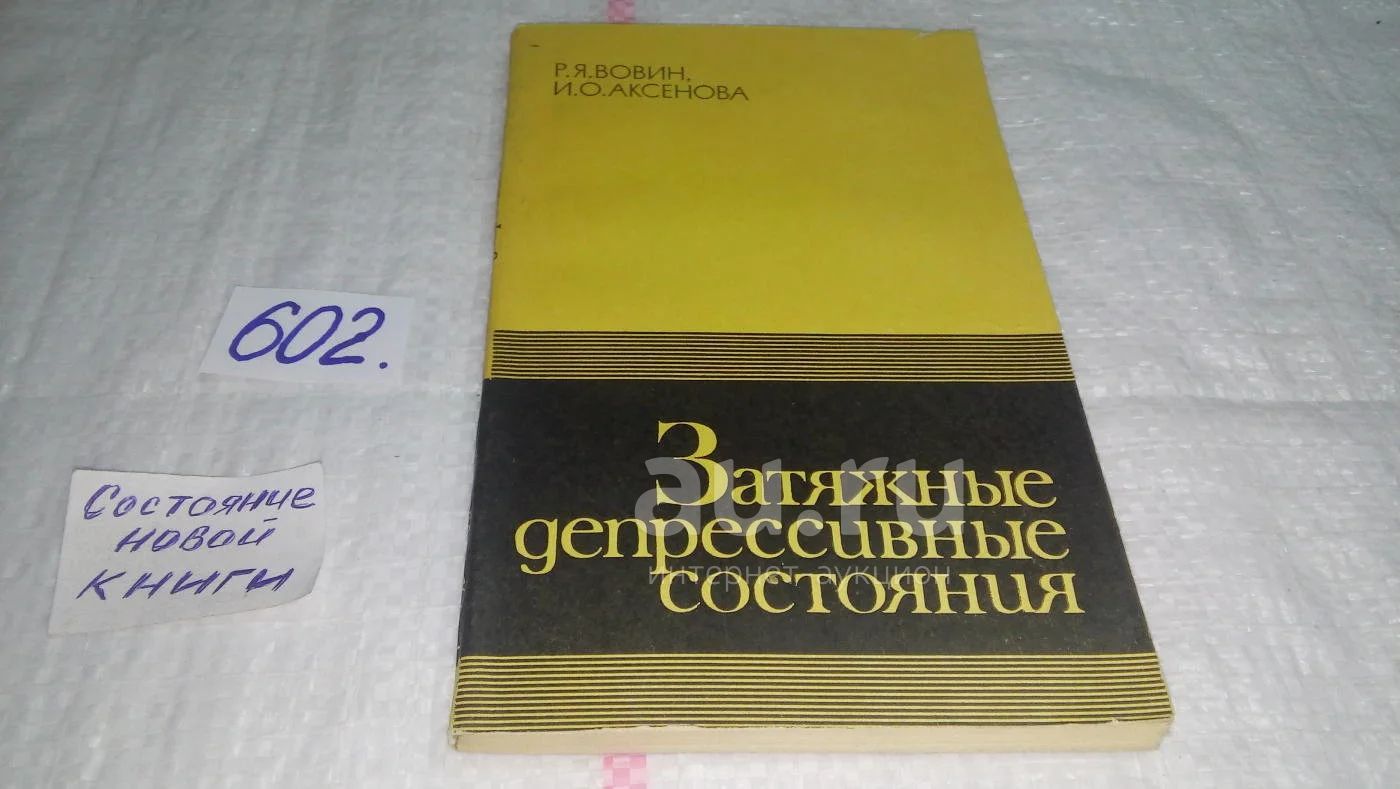 Р.Я.ВОВИН,
И.О.АКСЕНОВА
602.
Состояние
новой
книги
Затяжные
депрессивные
состояния
au.ru
интернет аукцион